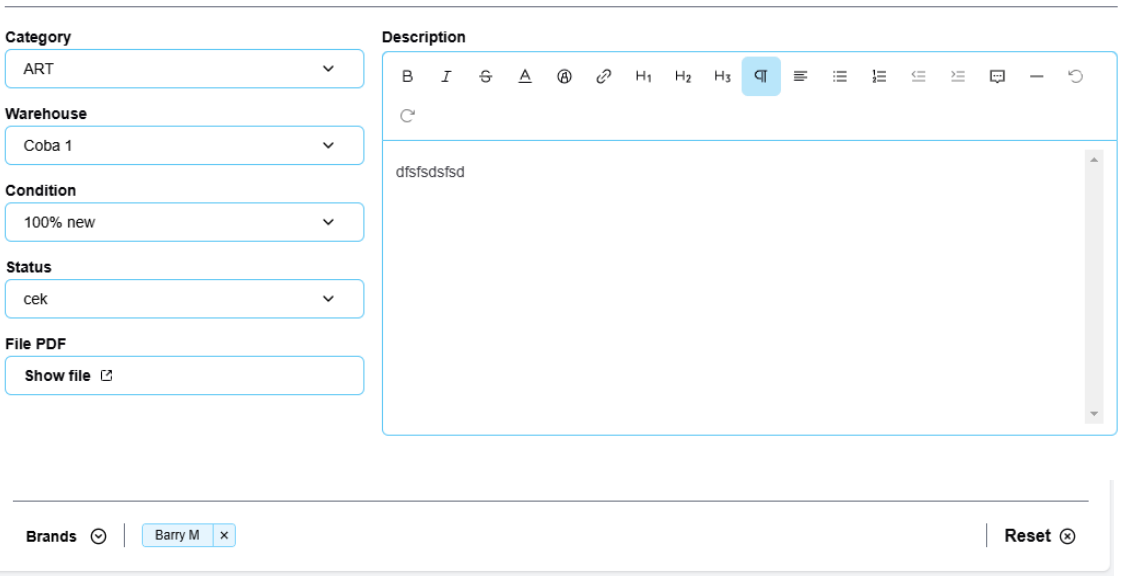 Category
ART
Warehouse
Coba 1
Condition
100% new
Status
cek
File PDF
Show file
Description
B I S A A H1 H2 H3 ¶
dfsfsdsfsd
Brands
Barry M ×
Reset